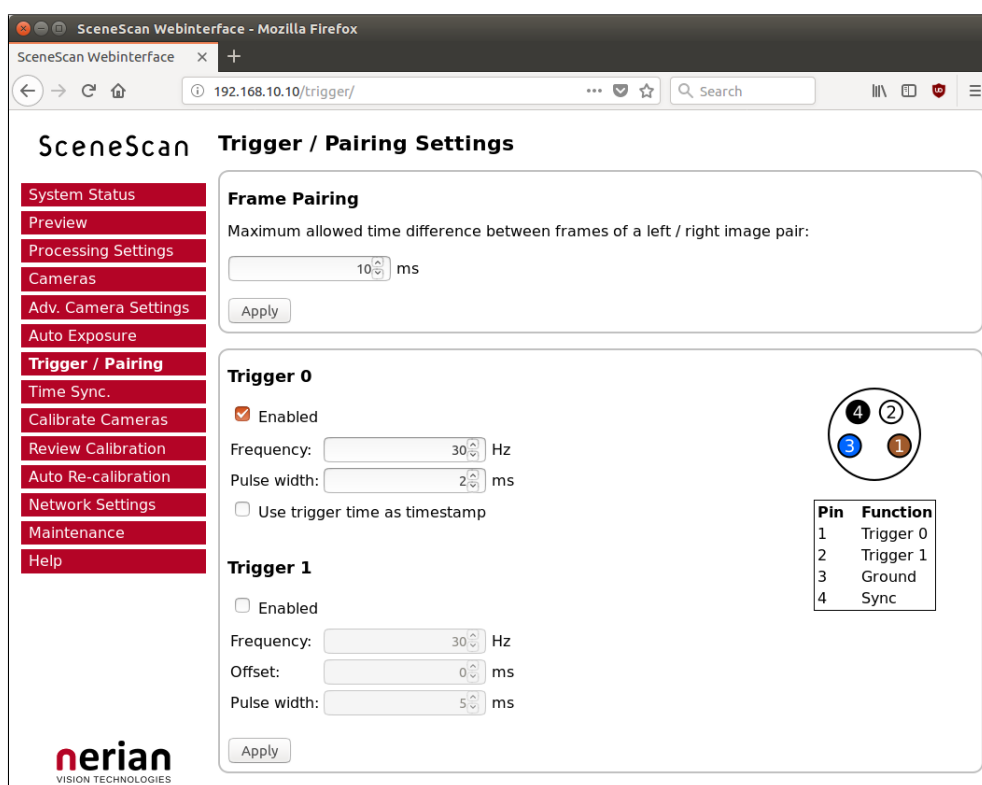 SceneScan Webinterface - Mozilla Firefox
SceneScan Webinterface
192.168.10.10/trigger/
Search
SceneScan
Trigger / Pairing Settings
System Status
Preview
Processing Settings
Cameras
Adv. Camera Settings
Auto Exposure
Trigger / Pairing
Time Sync.
Calibrate Cameras
Review Calibration
Auto Re-calibration
Network Settings
Maintenance
Help
Frame Pairing
Maximum allowed time difference between frames of a left / right image pair:
10 ms
Apply
Trigger 0
Enabled
Frequency: 30 Hz
Pulse width: 2 ms
Use trigger time as timestamp
Trigger 1
Enabled
Frequency: 30 Hz
Offset: 0 ms
Pulse width: 5 ms
Apply
4 2
3 1
Pin Function
1 Trigger 0
2 Trigger 1
3 Ground
4 Sync
nerian
VISION TECHNOLOGIES